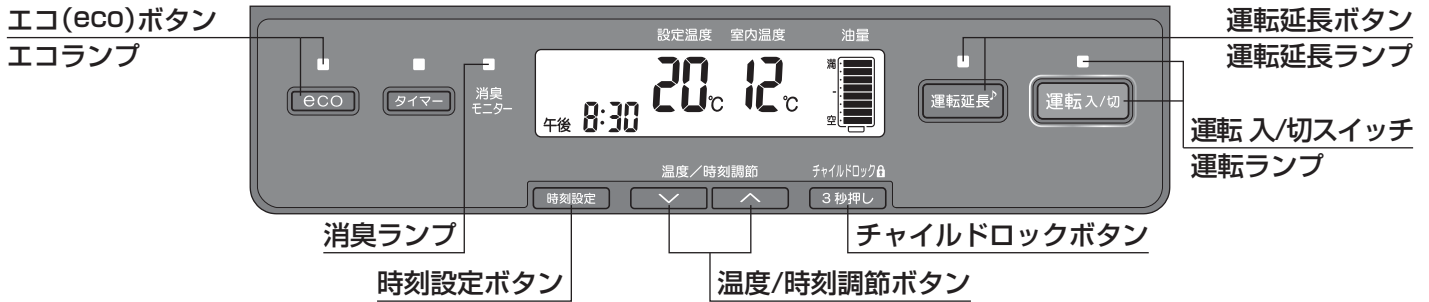 エコ(eco)ボタン
エコランプ
運転延長ボタン
運転延長ランプ
設定温度 室内温度 油量
eco
タイマー
消臭
モニター
午後 8:30
20℃
12℃
満
空
運転延長♪
運転 入/切
運転 入/切スイッチ
運転ランプ
温度/時刻調節
チャイルドロック
時刻設定
3秒押し
消臭ランプ
チャイルドロックボタン
時刻設定ボタン
温度/時刻調節ボタン